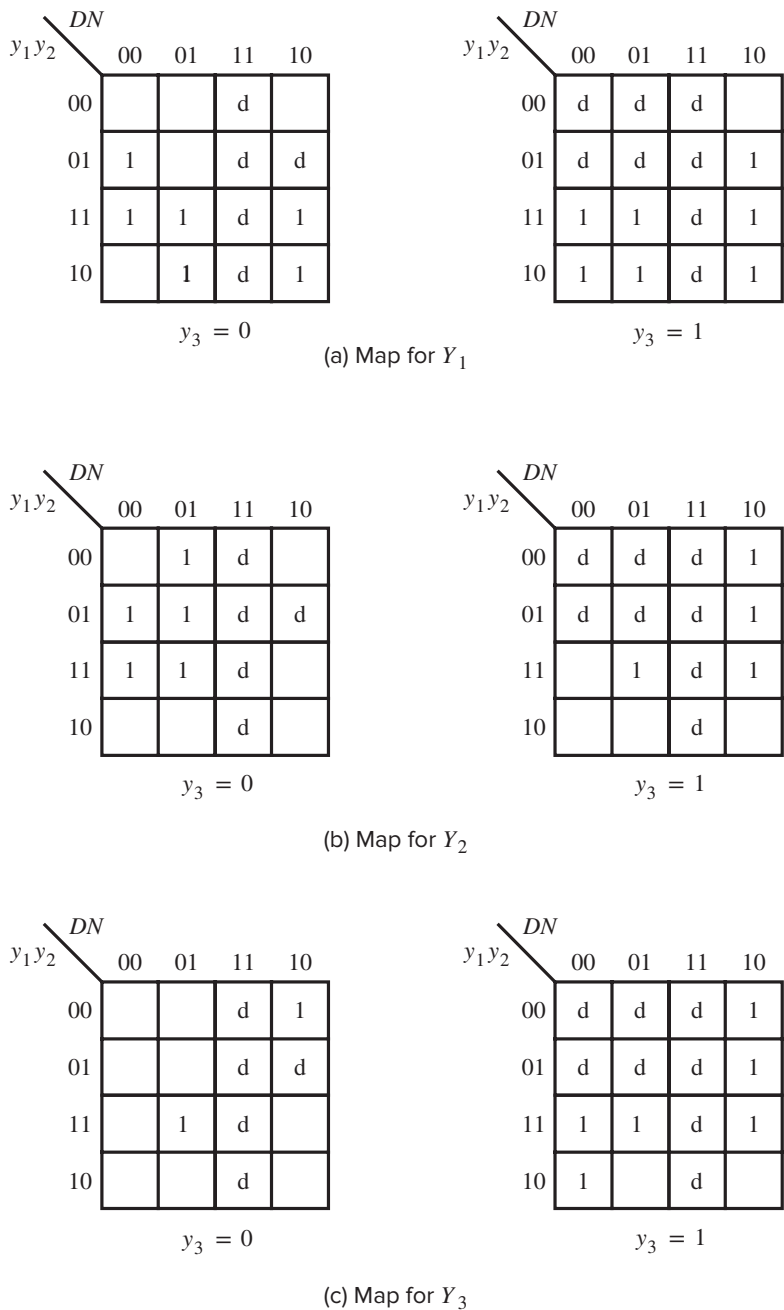 DN DN
y1y2 00 01 11 10 y1y2 00 01 11 10
00 d 00 d d d
01 1 d d 01 d d d 1
11 1 1 d 1 11 1 1 d 1
10 1 d 1 10 1 1 d 1
y3 = 0 y3 = 1
(a) Map for Y1
DN DN
y1y2 00 01 11 10 y1y2 00 01 11 10
00 1 d 00 d d d 1
01 1 1 d d 01 d d d 1
11 1 1 d 11 1 d 1
10 d 10 d
y3 = 0 y3 = 1
(b) Map for Y2
DN DN
y1y2 00 01 11 10 y1y2 00 01 11 10
00 d 1 00 d d d 1
01 d d 01 d d d 1
11 1 d 11 1 1 d 1
10 d 10 1 d
y3 = 0 y3 = 1
(c) Map for Y3